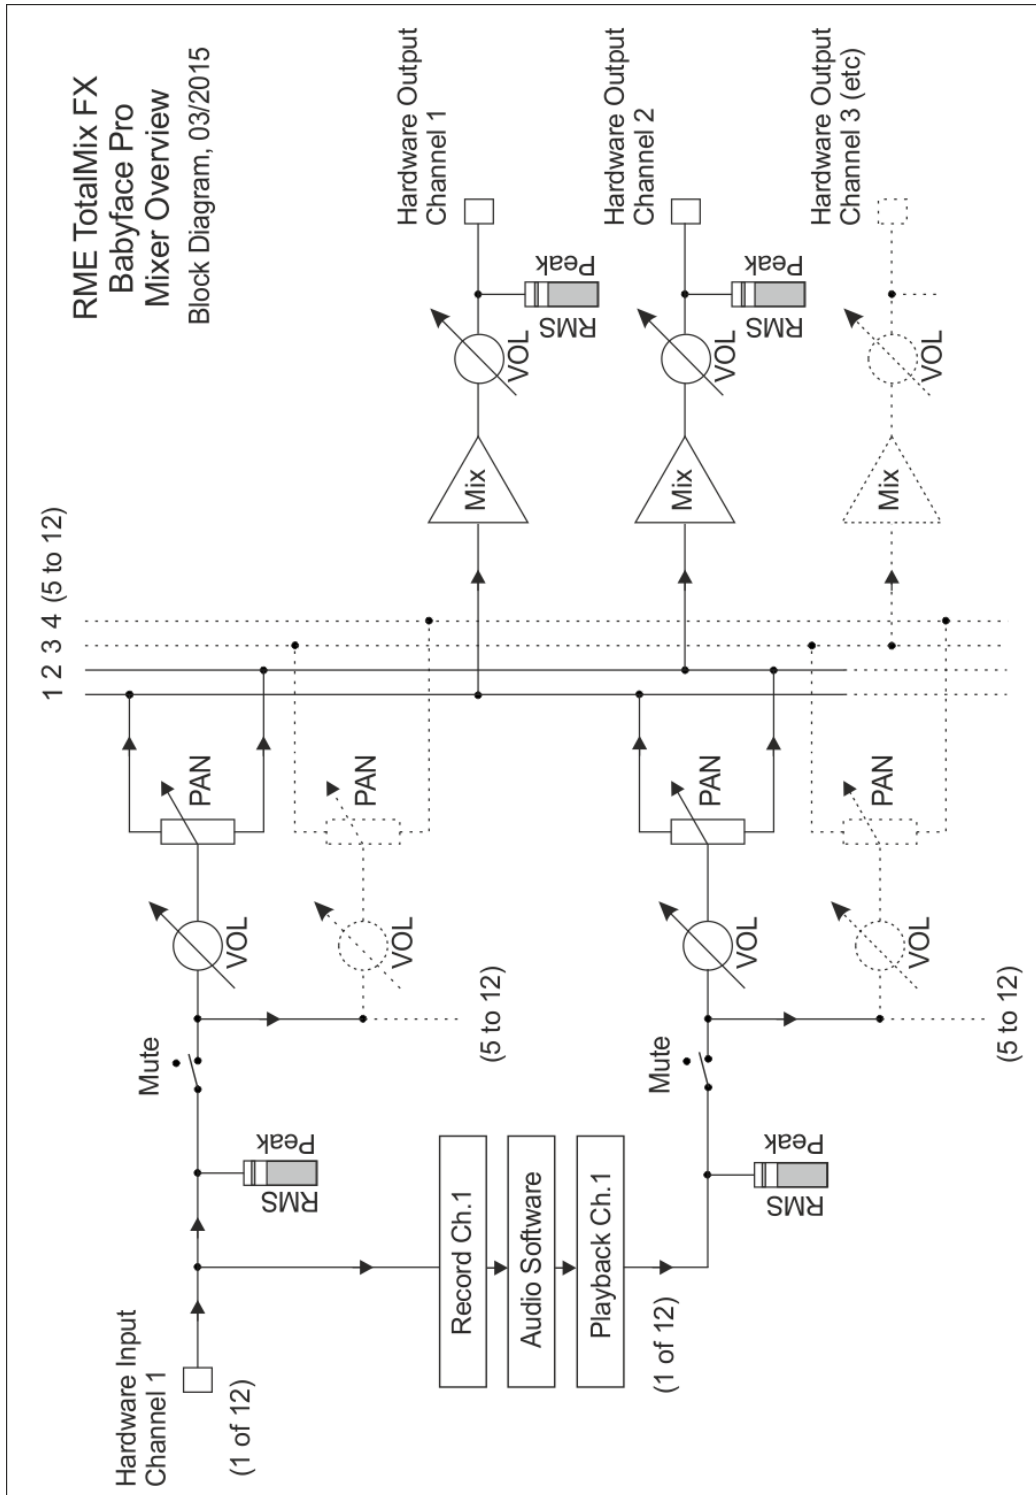 RME TotalMix FX
Babyface Pro
Mixer Overview
Block Diagram, 03/2015
Hardware Input
Channel 1
(1 of 12)
RMS
Peak
Mute
(5 to 12)
VOL
PAN
VOL
PAN
1 2 3 4 (5 to 12)
Mix
VOL
RMS
Peak
Hardware Output
Channel 1
Record Ch.1
Audio Software
Playback Ch.1
(1 of 12)
RMS
Peak
Mute
(5 to 12)
VOL
PAN
VOL
PAN
Mix
VOL
RMS
Peak
Hardware Output
Channel 2
Mix
VOL
Hardware Output
Channel 3 (etc)